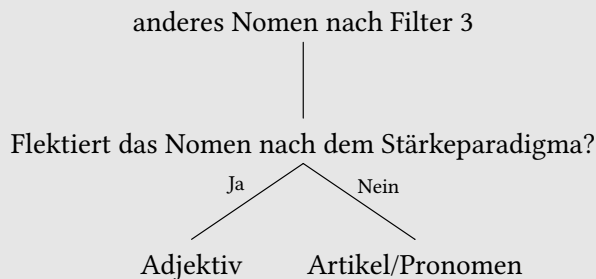 anderes Nomen nach Filter 3
Flektiert das Nomen nach dem Stärkeparadigma?
Ja
Nein
Adjektiv
Artikel/Pronomen